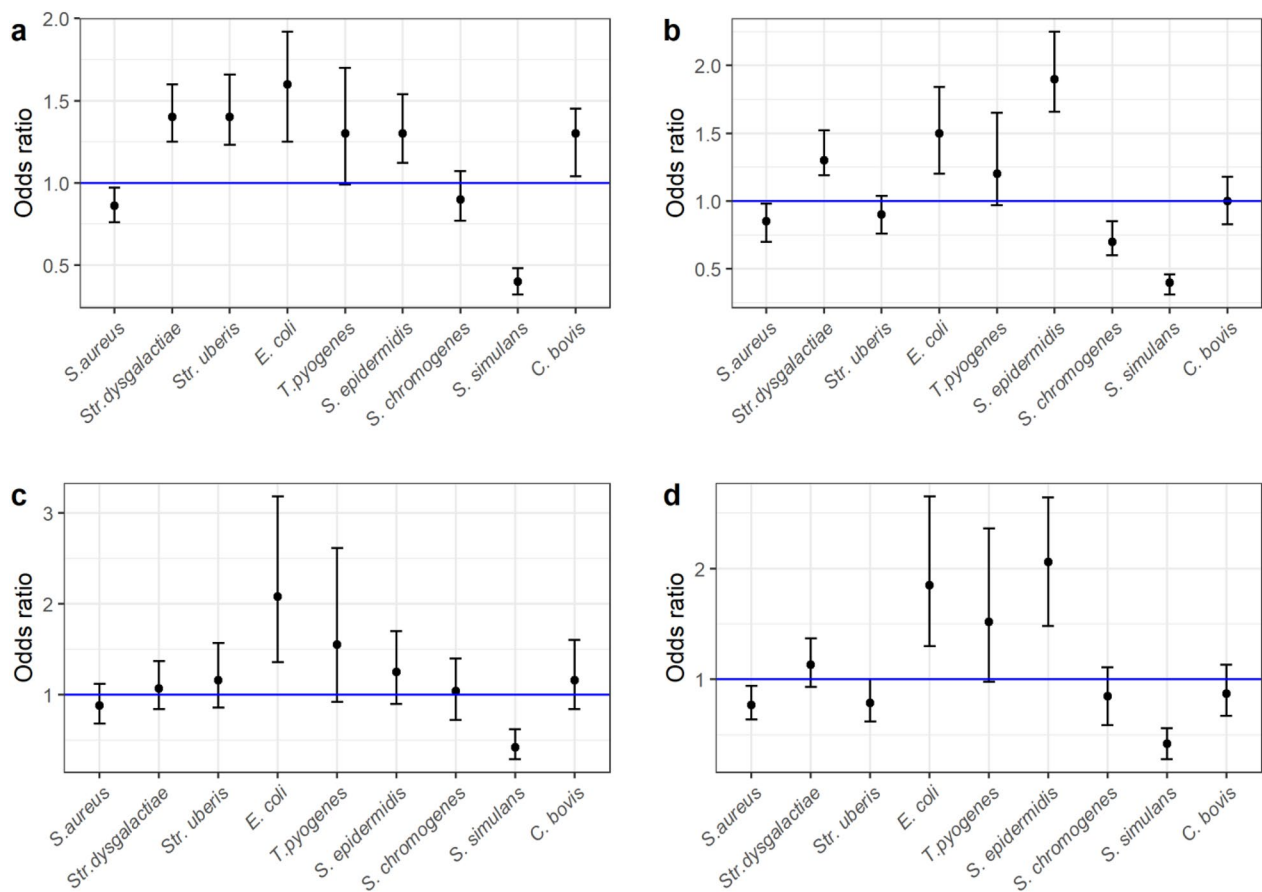 a
Odds ratio
2.0
1.5
1.0
0.5
S.aureus
Str.dysgalactiae
Str. uberis
E. coli
T.pyogenes
S. epidermidis
S. chromogenes
S. simulans
C. bovis
b
Odds ratio
2.0
1.5
1.0
0.5
S.aureus
Str.dysgalactiae
Str. uberis
E. coli
T.pyogenes
S. epidermidis
S. chromogenes
S. simulans
C. bovis
c
Odds ratio
3
2
1
S.aureus
Str.dysgalactiae
Str. uberis
E. coli
T.pyogenes
S. epidermidis
S. chromogenes
S. simulans
C. bovis
d
Odds ratio
2
1
S.aureus
Str.dysgalactiae
Str. uberis
E. coli
T.pyogenes
S. epidermidis
S. chromogenes
S. simulans
C. bovis